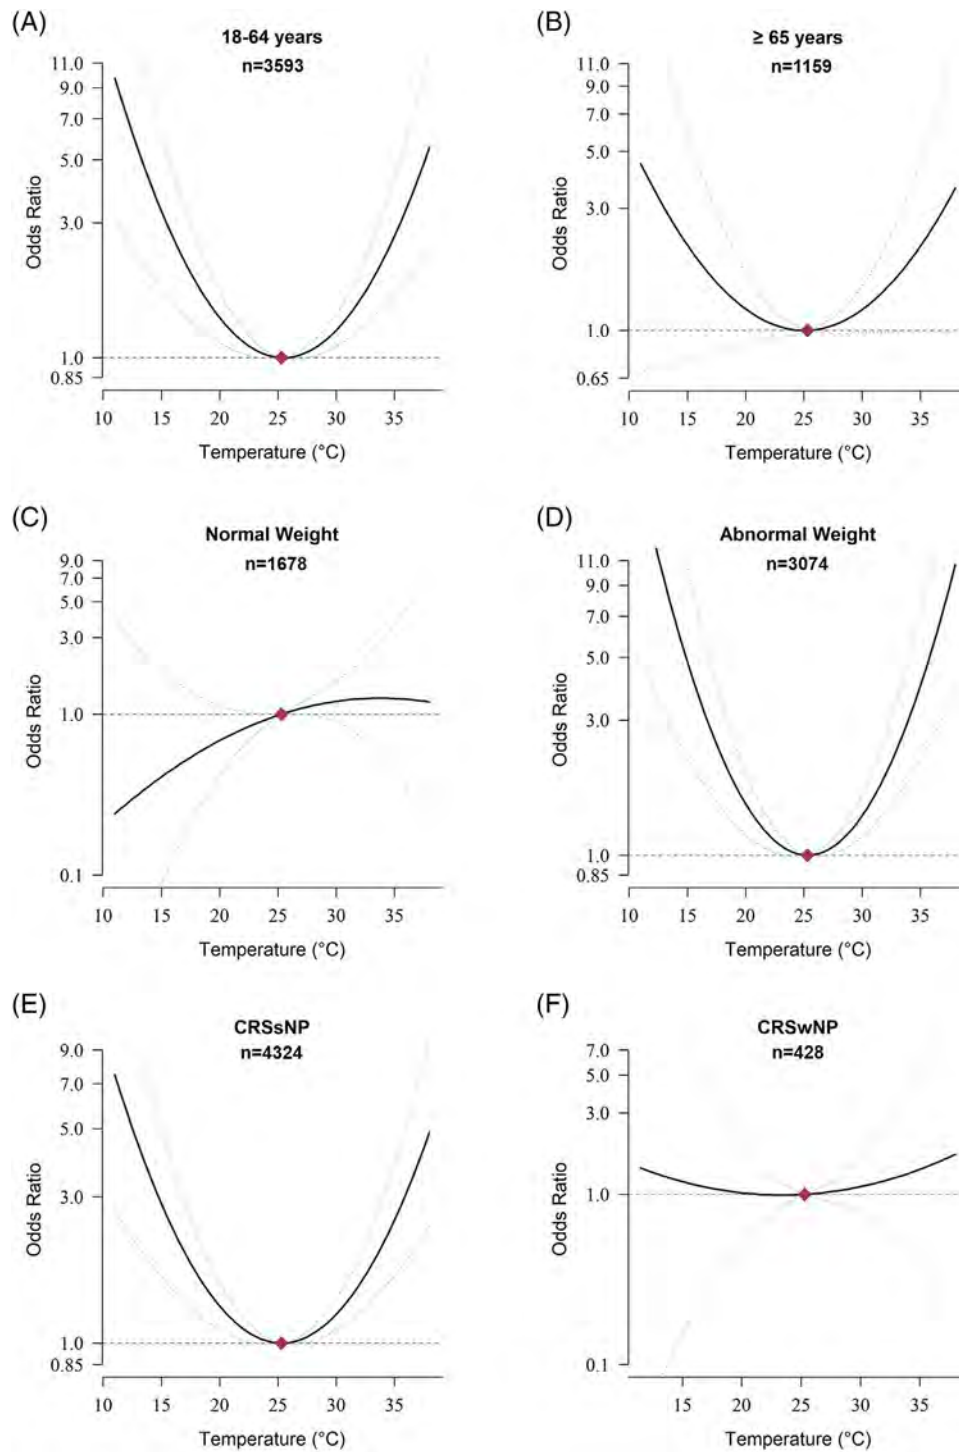 (A)
18-64 years
n=3593
11.0
9.0
7.0
5.0
3.0
1.0
0.85
Odds Ratio
10 15 20 25 30 35
Temperature (°C)
(B)
≥ 65 years
n=1159
11.0
9.0
7.0
5.0
3.0
1.0
0.65
Odds Ratio
10 15 20 25 30 35
Temperature (°C)
(C)
Normal Weight
n=1678
9.0
7.0
5.0
3.0
1.0
0.1
Odds Ratio
10 15 20 25 30 35
Temperature (°C)
(D)
Abnormal Weight
n=3074
11.0
9.0
7.0
5.0
3.0
1.0
0.85
Odds Ratio
10 15 20 25 30 35
Temperature (°C)
(E)
CRSsNP
n=4324
9.0
7.0
5.0
3.0
1.0
0.85
Odds Ratio
10 15 20 25 30 35
Temperature (°C)
(F)
CRSwNP
n=428
7.0
5.0
3.0
1.0
0.1
Odds Ratio
15 20 25 30 35
Temperature (°C)